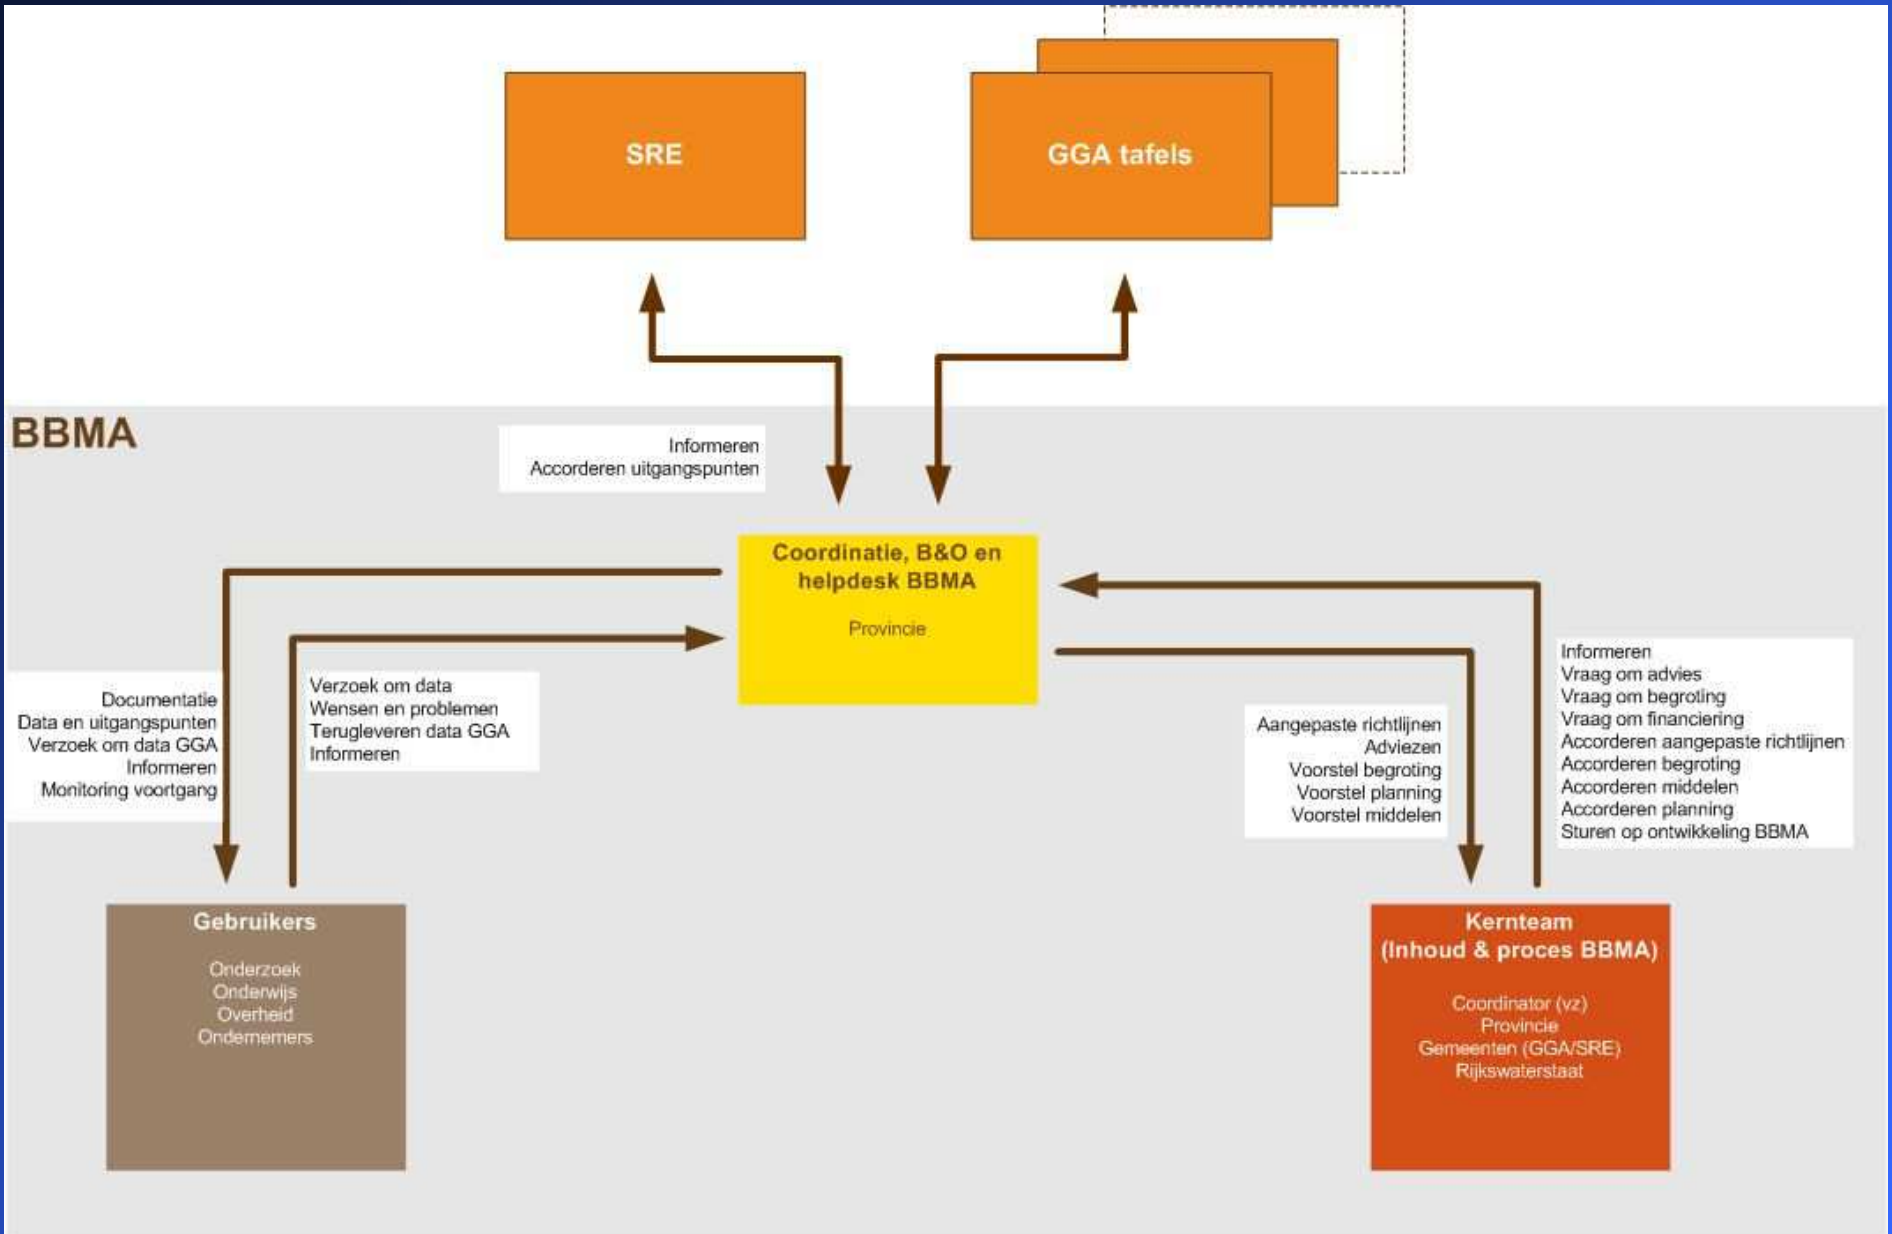 SRE
GGA tafels
BBMA
Informeren
Accorderen uitgangspunten
Coordinatie, B&O en
helpdesk BBMA
Provincie
Documentatie
Data en uitgangspunten
Verzoek om data GGA
Informeren
Monitoring voortgang
Verzoek om data
Wensen en problemen
Terugleveren data GGA
Informeren
Aangepaste richtlijnen
Adviezen
Voorstel begroting
Voorstel planning
Voorstel middelen
Informeren
Vraag om advies
Vraag om begroting
Vraag om financiering
Accorderen aangepaste richtlijnen
Accorderen begroting
Accorderen middelen
Accorderen planning
Sturen op ontwikkeling BBMA
Gebruikers
Onderzoek
Onderwijs
Overheid
Ondernemers
Kernteam
(Inhoud & proces BBMA)
Coordinator (vz)
Provincie
Gemeenten (GGA/SRE)
Rijkswaterstaat